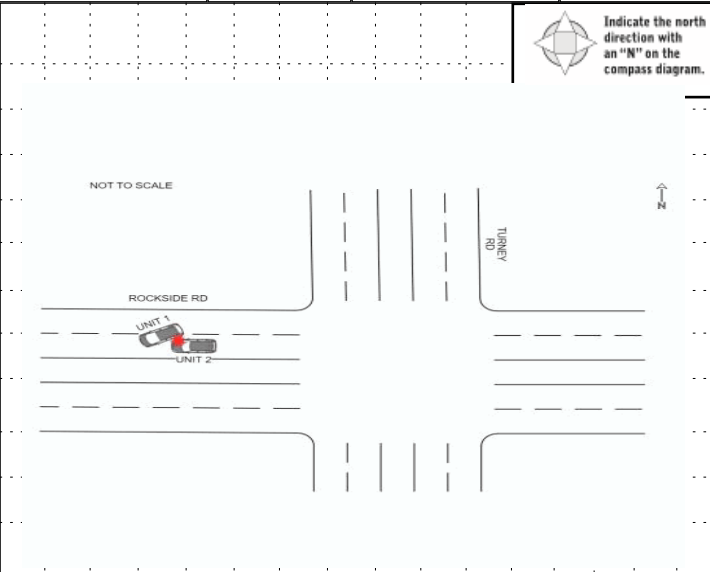 Indicate the north
direction with
an “N” on the
compass diagram.
NOT TO SCALE
N
TURNEY
RD
ROCKSIDE RD
UNIT 1
UNIT 2